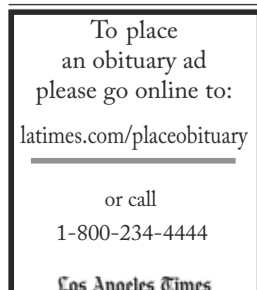 To place
an obituary ad
please go online to:
latimes.com/placeobituary
or call
1-800-234-4444
Los Angeles Times